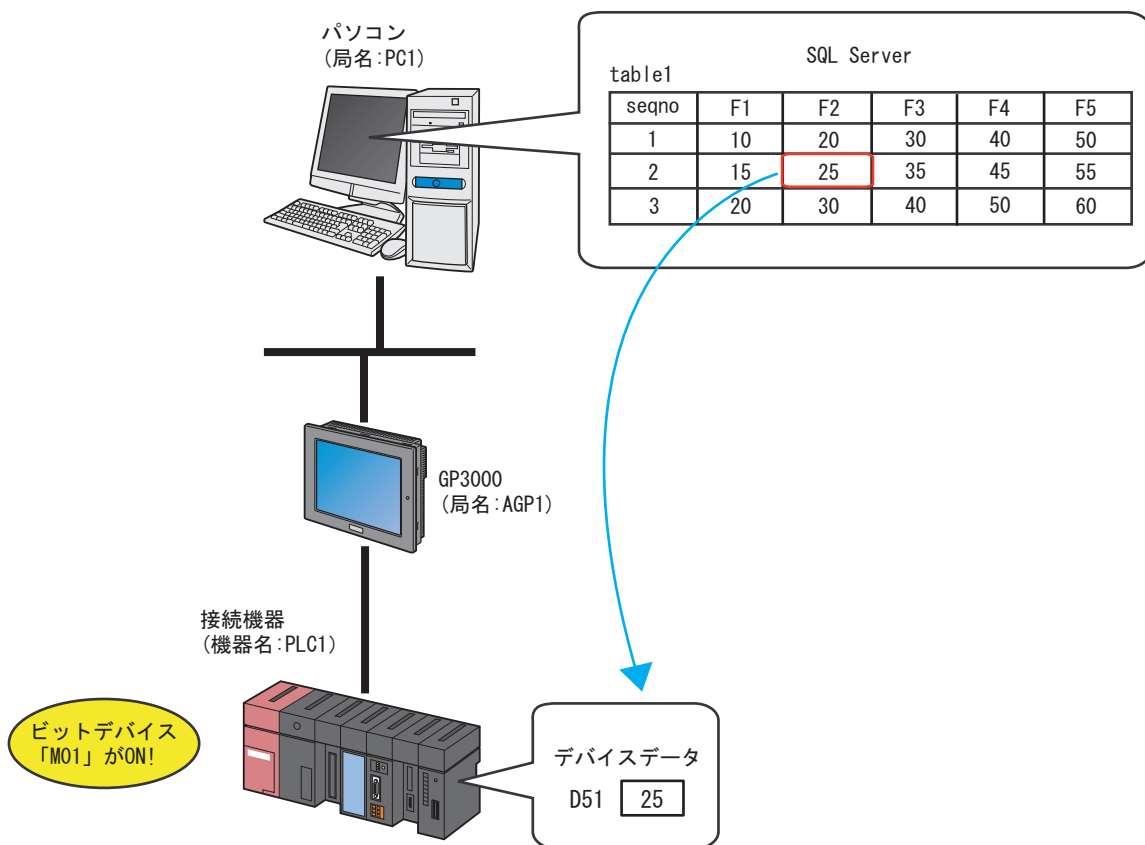 パソコン
(局名:PC1)
SQL Server
table1
seqno F1 F2 F3 F4 F5
1 10 20 30 40 50
2 15 25 35 45 55
3 20 30 40 50 60
GP3000
(局名:AGP1)
接続機器
(機器名:PLC1)
ビットデバイス
「M01」がON!
デバイスデータ
D51 25